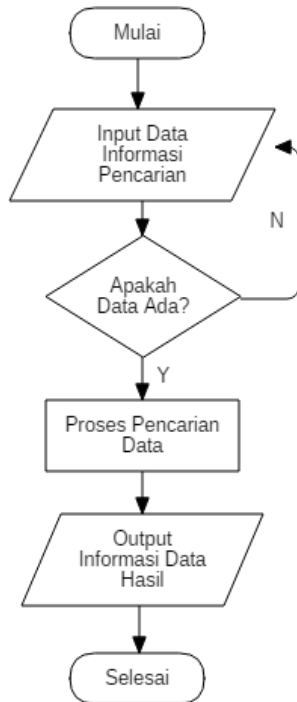 Mulai
Input Data
Informasi
Pencarian
N
Apakah
Data Ada?
Y
Proses Pencarian
Data
Output
Informasi Data
Hasil
Selesai